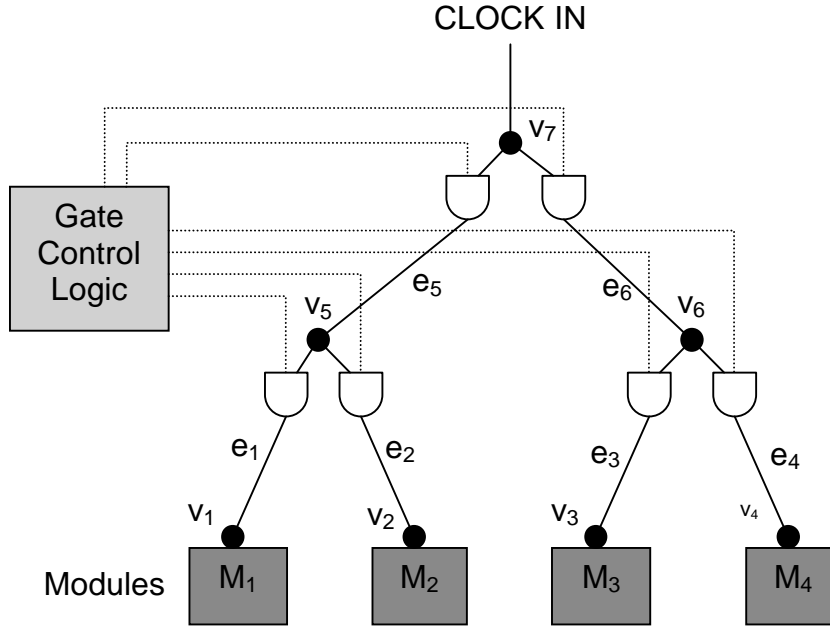 CLOCK IN
v7
Gate
Control
Logic
e5
e6
v5
v6
e1
e2
e3
e4
v1
v2
v3
v4
Modules
M1
M2
M3
M4